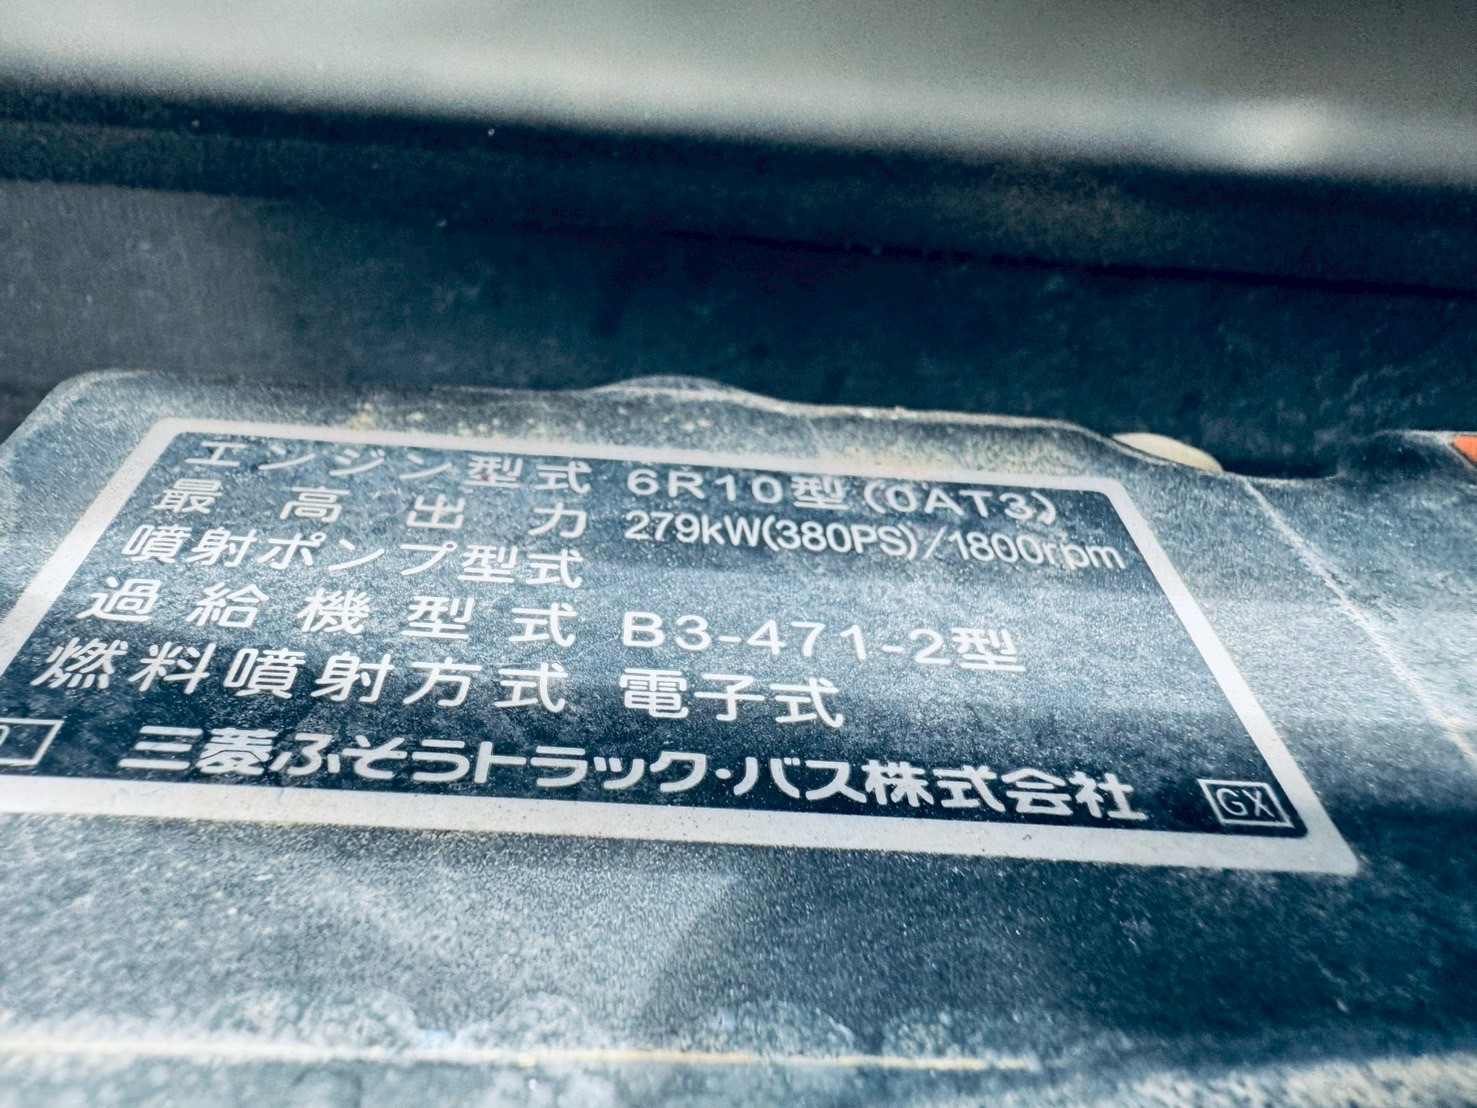 エンジン型式 6R10型(0AT3)
最高出力 279kW(380PS)/1800rpm
噴射ポンプ型式
過給機型式 B3-471-2型
燃料噴射方式 電子式
三菱ふそうトラック・バス株式会社 GX